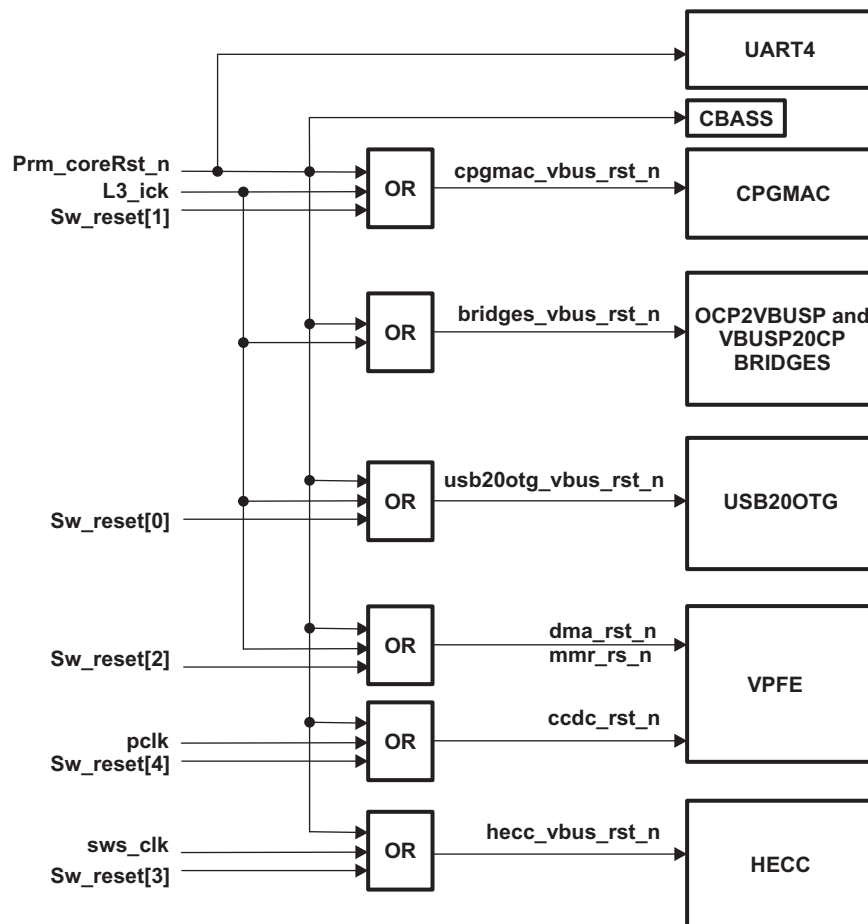 UART4
CBASS
Prm_coreRst_n
L3_ick
Sw_reset[1]
OR
cpgmac_vbus_rst_n
CPGMAC
OR
bridges_vbus_rst_n
OCP2VBUSP and
VBUSP20CP
BRIDGES
Sw_reset[0]
OR
usb20otg_vbus_rst_n
USB20OTG
Sw_reset[2]
OR
dma_rst_n
mmr_rs_n
VPFE
pclk
Sw_reset[4]
OR
ccdc_rst_n
sws_clk
Sw_reset[3]
OR
hecc_vbus_rst_n
HECC